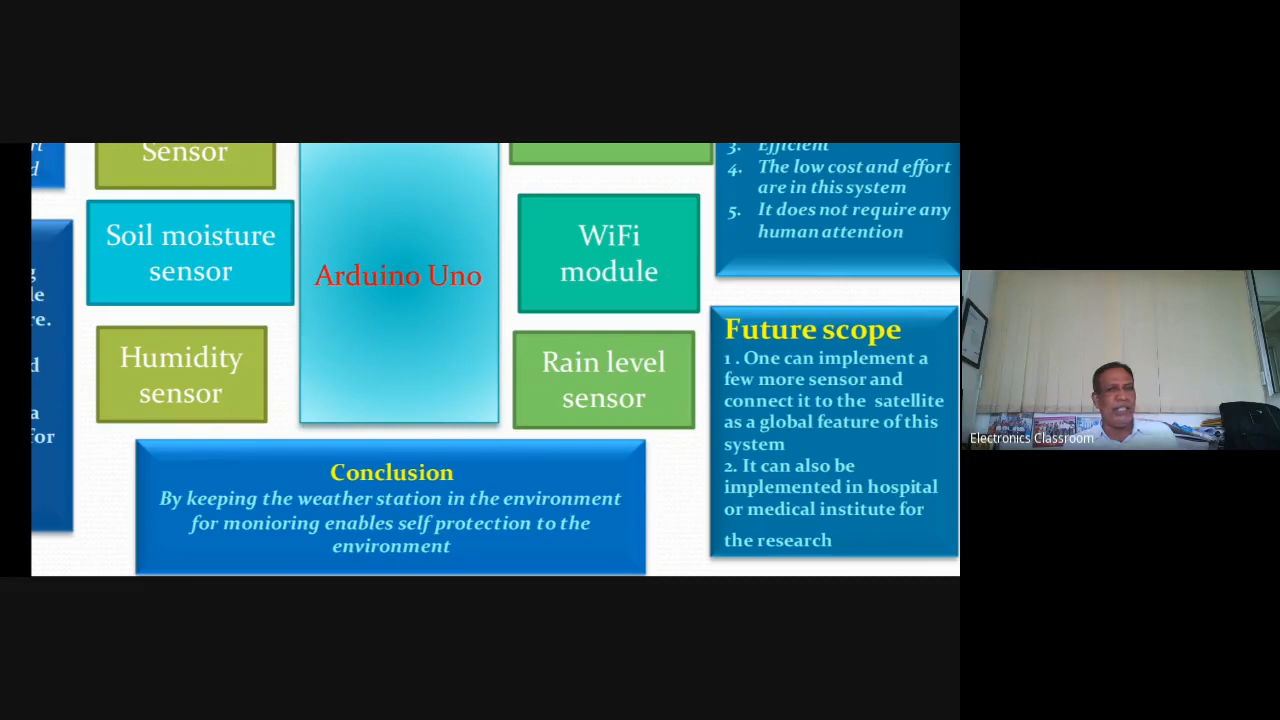 Sensor
Soil moisture
sensor
Humidity
sensor
Arduino Uno
WiFi
module
Rain level
sensor
3. Efficient
4. The low cost and effort
are in this system
5. It does not require any
human attention
Future scope
1 . One can implement a
few more sensor and
connect it to the satellite
as a global feature of this
system
2. It can also be
implemented in hospital
or medical institute for
the research
Conclusion
By keeping the weather station in the environment
for monioring enables self protection to the
environment
re.
a
for
Electronics Classroom